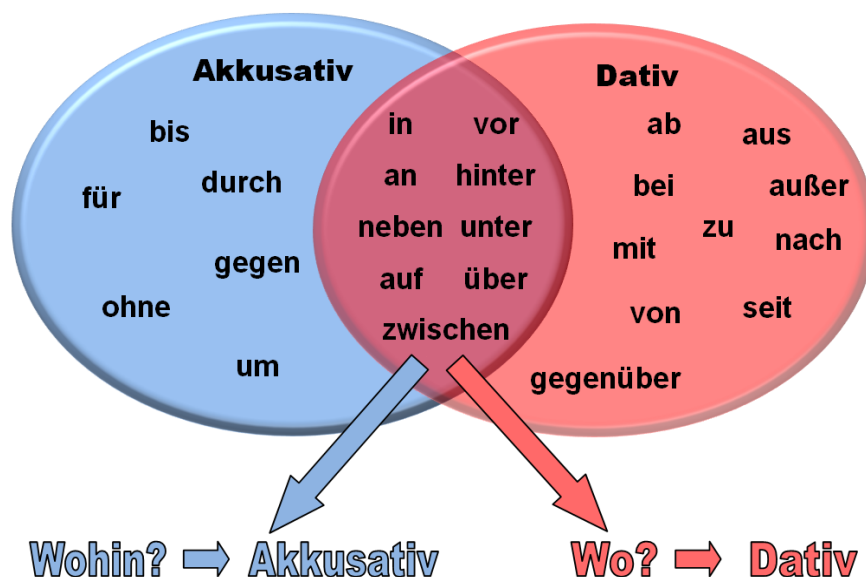 Akkusativ
bis
für
durch
gegen
ohne
um
in vor
an hinter
neben unter
auf über
zwischen
Dativ
ab
aus
bei
außer
zu
mit
nach
von
seit
gegenüber
Wohin? Akkusativ
Wo? Dativ